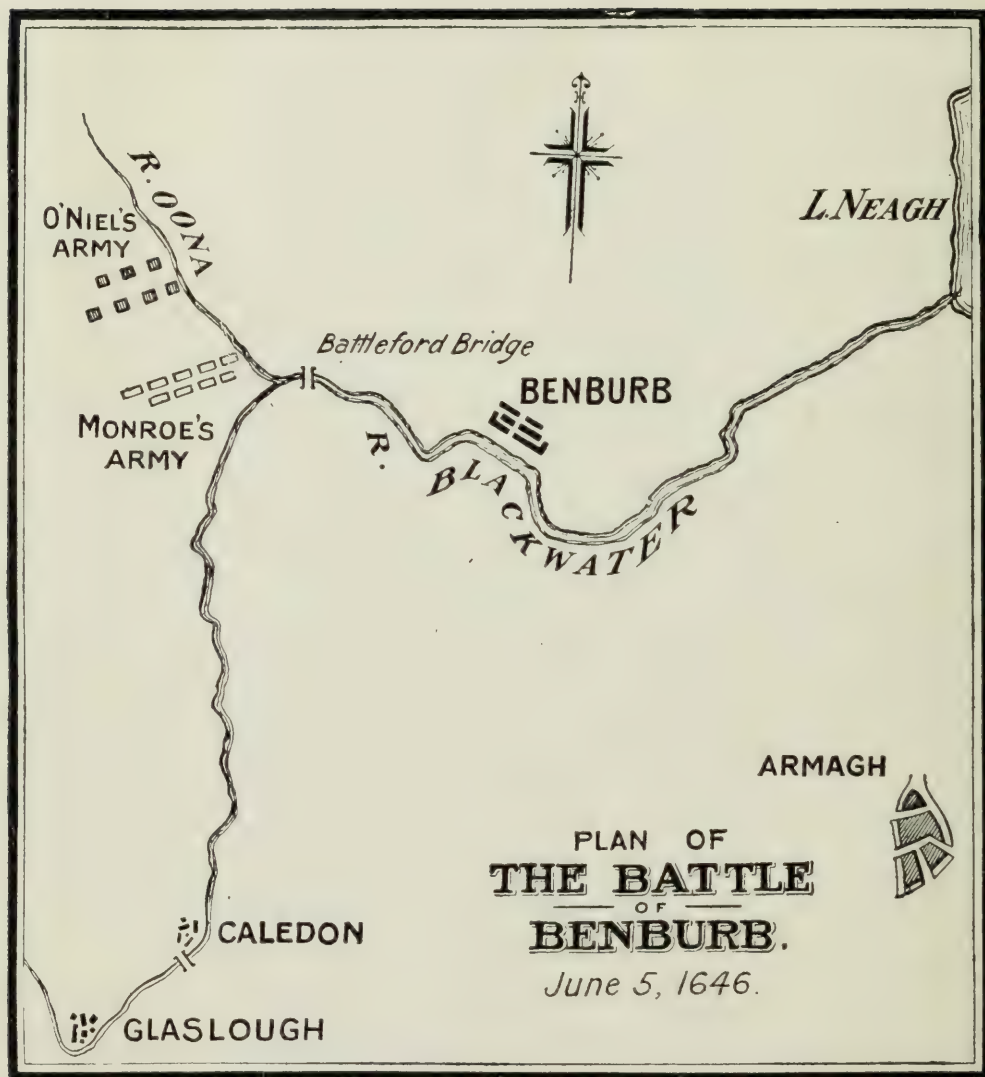 R. OONA
O'NIEL'S
ARMY
L. NEAGH
Battleford Bridge
BENBURB
MONROE'S
ARMY
R. BLACKWATER
ARMAGH
PLAN OF
THE BATTLE
OF
BENBURB.
June 5, 1646.
CALEDON
GLASLOUGH